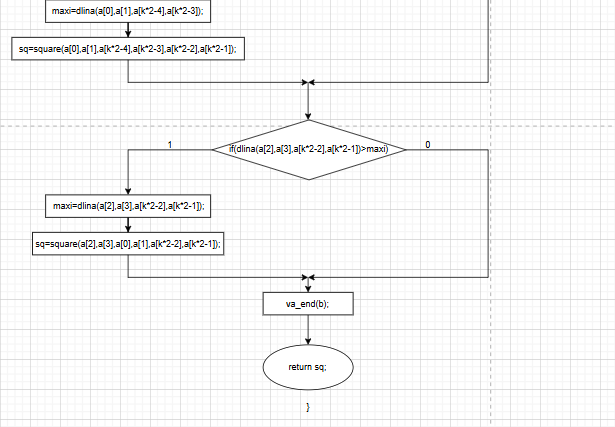 maxi=dlina(a[0],a[1],a[k*2-4],a[k*2-3]);
sq=square(a[0],a[1],a[k*2-4],a[k*2-3],a[k*2-2],a[k*2-1]);
if(dlina(a[2],a[3],a[k*2-2],a[k*2-1])>maxi)
1
0
maxi=dlina(a[2],a[3],a[k*2-2],a[k*2-1]);
sq=square(a[2],a[3],a[0],a[1],a[k*2-2],a[k*2-1]);
va_end(b);
return sq;
}